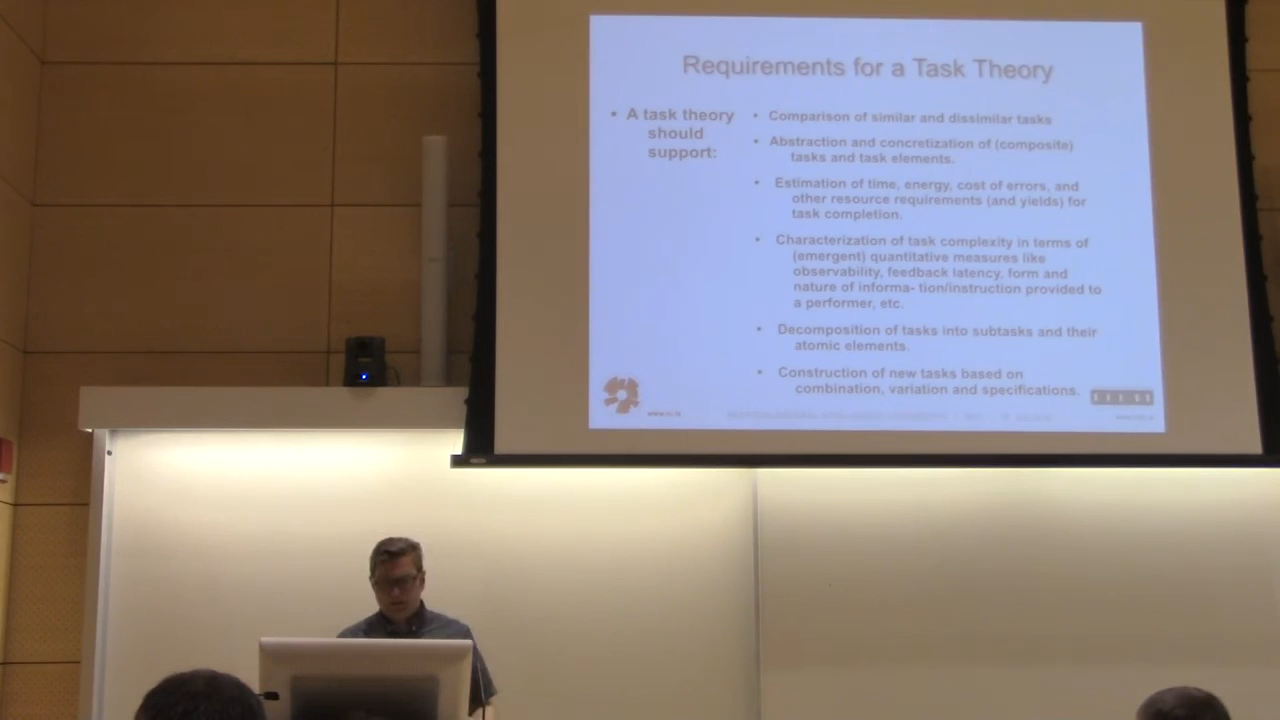 Requirements for a Task Theory
• A task theory
should
support:
• Comparison of similar and dissimilar tasks
• Abstraction and concretization of (composite)
tasks and task elements.
• Estimation of time, energy, cost of errors, and
other resource requirements (and yields) for
task completion.
• Characterization of task complexity in terms of
(emergent) quantitative measures like
observability, feedback latency, form and
nature of informa- tion/instruction provided to
a performer, etc.
• Decomposition of tasks into subtasks and their
atomic elements.
• Construction of new tasks based on
combination, variation and specifications.